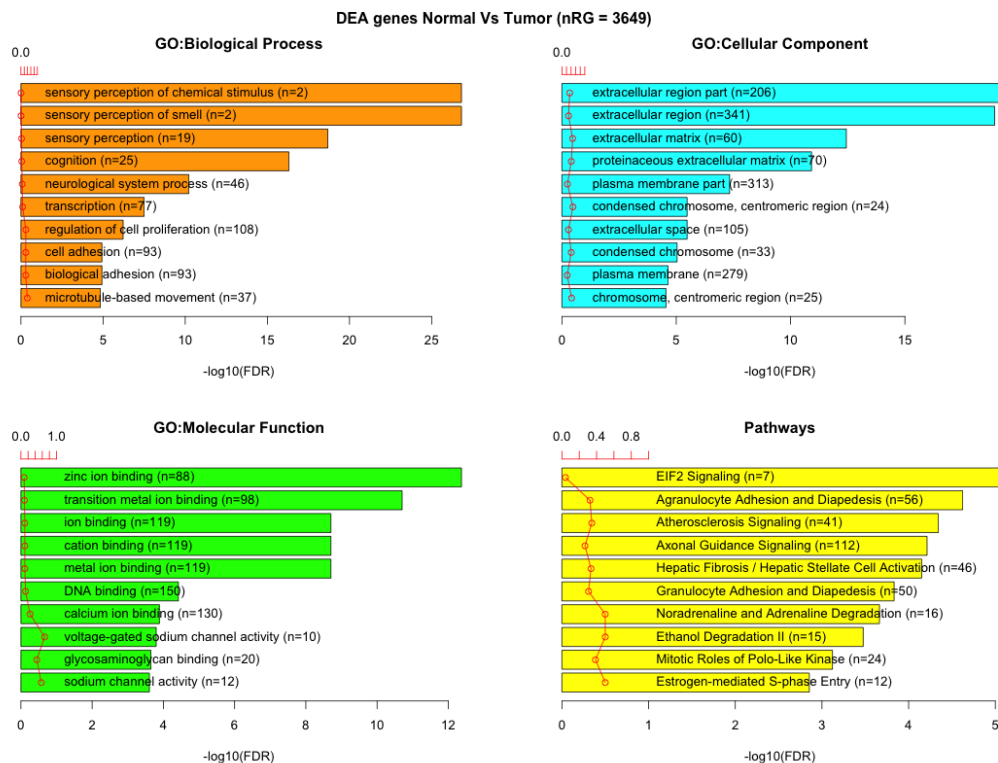 DEA genes Normal Vs Tumor (nRG = 3649)
GO:Biological Process
0.0
sensory perception of chemical stimulus (n=2)
sensory perception of smell (n=2)
sensory perception (n=19)
cognition (n=25)
neurological system process (n=46)
transcription (n=77)
regulation of cell proliferation (n=108)
cell adhesion (n=93)
biological adhesion (n=93)
microtubule-based movement (n=37)
0 5 10 15 20 25
-log10(FDR)
GO:Cellular Component
0.0
extracellular region part (n=206)
extracellular region (n=341)
extracellular matrix (n=60)
proteinaceous extracellular matrix (n=70)
plasma membrane part (n=313)
condensed chromosome, centromeric region (n=24)
extracellular space (n=105)
condensed chromosome (n=33)
plasma membrane (n=279)
chromosome, centromeric region (n=25)
0 5 10 15
-log10(FDR)
GO:Molecular Function
0.0 1.0
zinc ion binding (n=88)
transition metal ion binding (n=98)
ion binding (n=119)
cation binding (n=119)
metal ion binding (n=119)
DNA binding (n=150)
calcium ion binding (n=130)
voltage-gated sodium channel activity (n=10)
glycosaminoglycan binding (n=20)
sodium channel activity (n=12)
0 2 4 6 8 10 12
-log10(FDR)
Pathways
0.0 0.4 0.8
EIF2 Signaling (n=7)
Agranulocyte Adhesion and Diapedesis (n=56)
Atherosclerosis Signaling (n=41)
Axonal Guidance Signaling (n=112)
Hepatic Fibrosis / Hepatic Stellate Cell Activation (n=46)
Granulocyte Adhesion and Diapedesis (n=50)
Noradrenaline and Adrenaline Degradation (n=16)
Ethanol Degradation II (n=15)
Mitotic Roles of Polo-Like Kinase (n=24)
Estrogen-mediated S-phase Entry (n=12)
0 1 2 3 4 5
-log10(FDR)